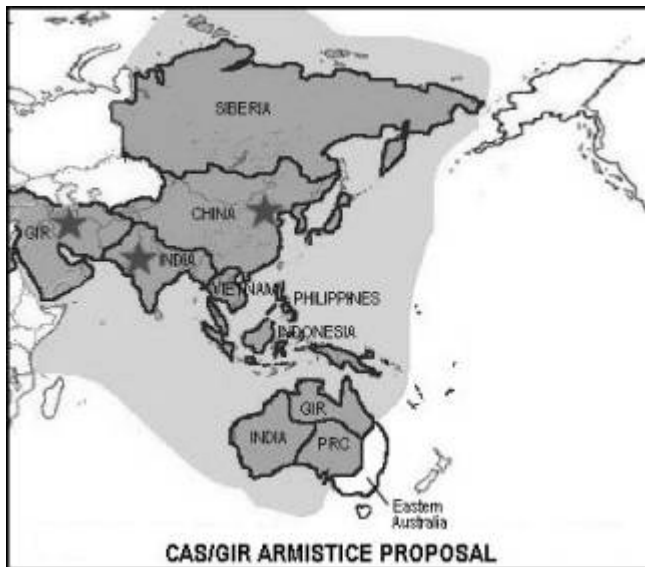 SIBERIA
CHINA
GIR
INDIA
VIETNAM
PHILIPPINES
INDONESIA
GIR
INDIA
PRC
Eastern
Australia
CAS/GIR ARMISTICE PROPOSAL